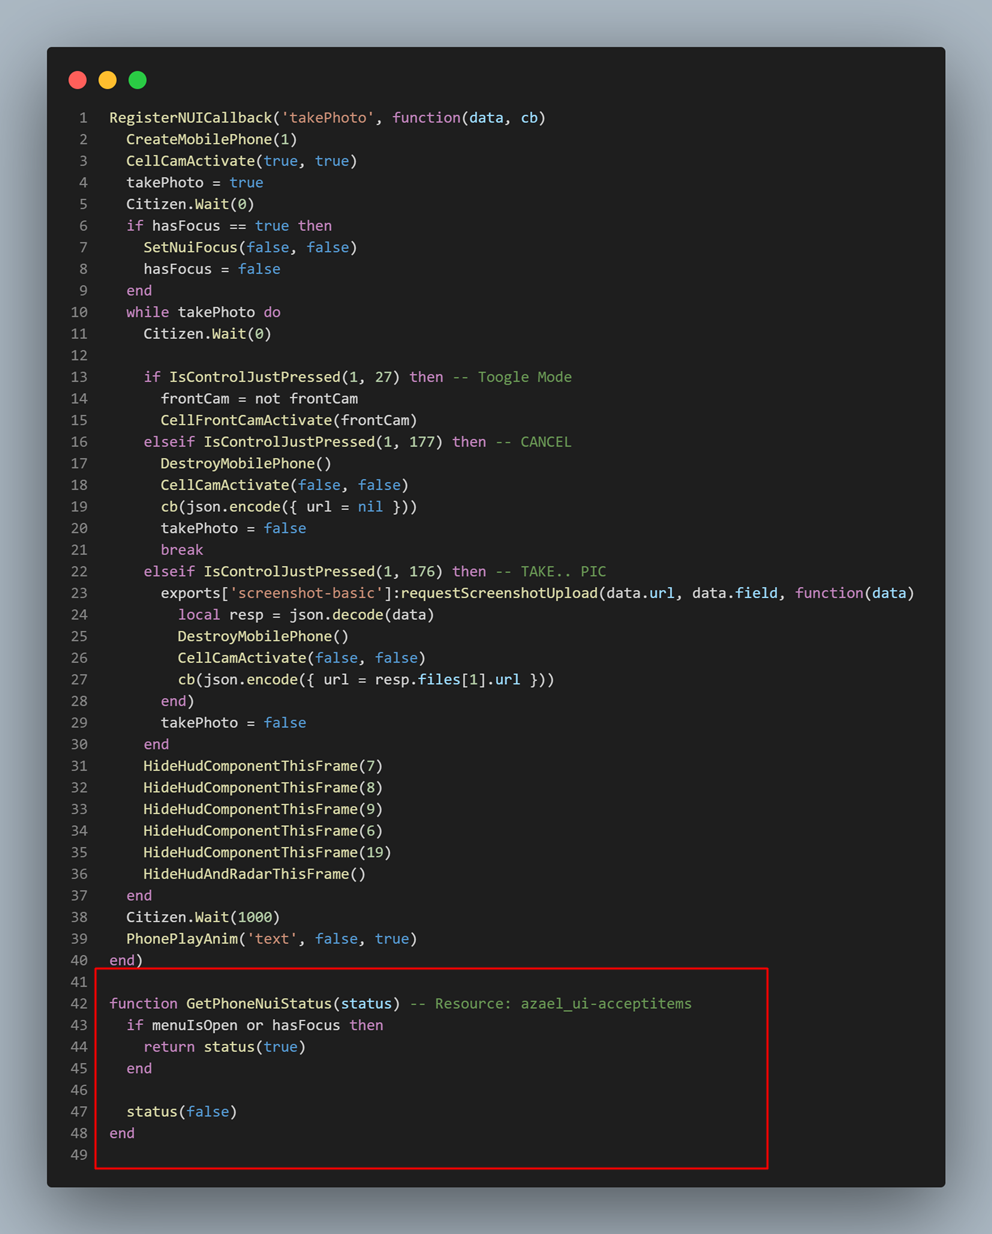 1 RegisterNUICallback('takePhoto', function(data, cb)
2   CreateMobilePhone(1)
3   CellCamActivate(true, true)
4   takePhoto = true
5   Citizen.Wait(0)
6   if hasFocus == true then
7     SetNuiFocus(false, false)
8     hasFocus = false
9   end
10   while takePhoto do
11     Citizen.Wait(0)
12
13     if IsControlJustPressed(1, 27) then -- Toogle Mode
14       frontCam = not frontCam
15       CellFrontCamActivate(frontCam)
16     elseif IsControlJustPressed(1, 177) then -- CANCEL
17       DestroyMobilePhone()
18       CellCamActivate(false, false)
19       cb(json.encode({ url = nil }))
20       takePhoto = false
21       break
22     elseif IsControlJustPressed(1, 176) then -- TAKE.. PIC
23       exports['screenshot-basic']:requestScreenshotUpload(data.url, data.field, function(data)
24         local resp = json.decode(data)
25         DestroyMobilePhone()
26         CellCamActivate(false, false)
27         cb(json.encode({ url = resp.files[1].url }))
28       end)
29       takePhoto = false
30     end
31     HideHudComponentThisFrame(7)
32     HideHudComponentThisFrame(8)
33     HideHudComponentThisFrame(9)
34     HideHudComponentThisFrame(6)
35     HideHudComponentThisFrame(19)
36     HideHudAndRadarThisFrame()
37   end
38   Citizen.Wait(1000)
39   PhonePlayAnim('text', false, true)
40 end)
41
42 function GetPhoneNuiStatus(status) -- Resource: azael_ui-acceptitems
43   if menuIsOpen or hasFocus then
44     return status(true)
45   end
46
47   status(false)
48 end
49